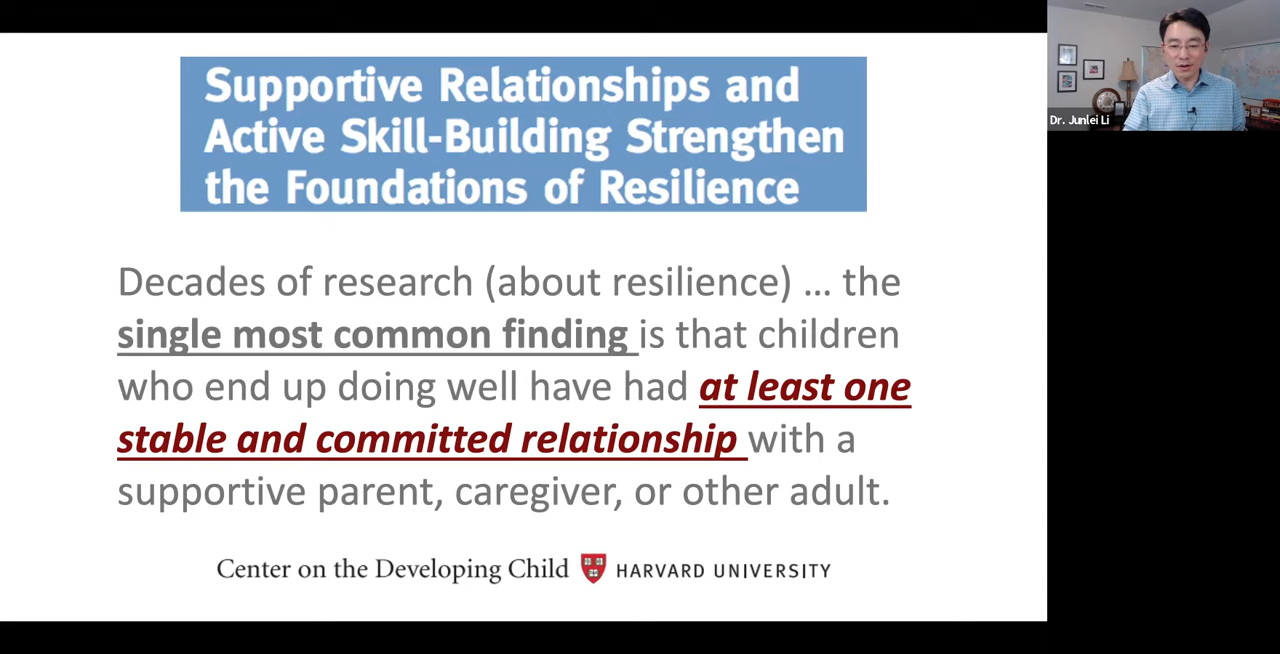 Supportive Relationships and
Active Skill-Building Strengthen
the Foundations of Resilience
Dr. Junlei Li
Decades of research (about resilience) ... the
single most common finding is that children
who end up doing well have had at least one
stable and committed relationship with a
supportive parent, caregiver, or other adult.
Center on the Developing Child HARVARD UNIVERSITY